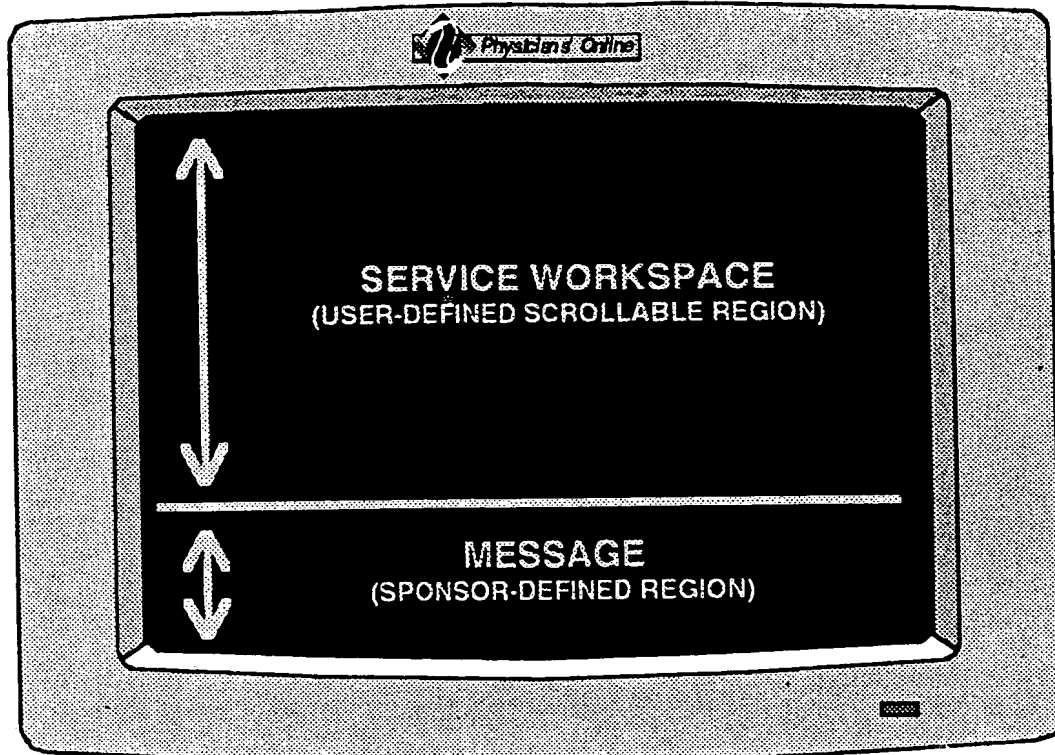 Physicians' Online
SERVICE WORKSPACE
(USER-DEFINED SCROLLABLE REGION)
MESSAGE
(SPONSOR-DEFINED REGION)